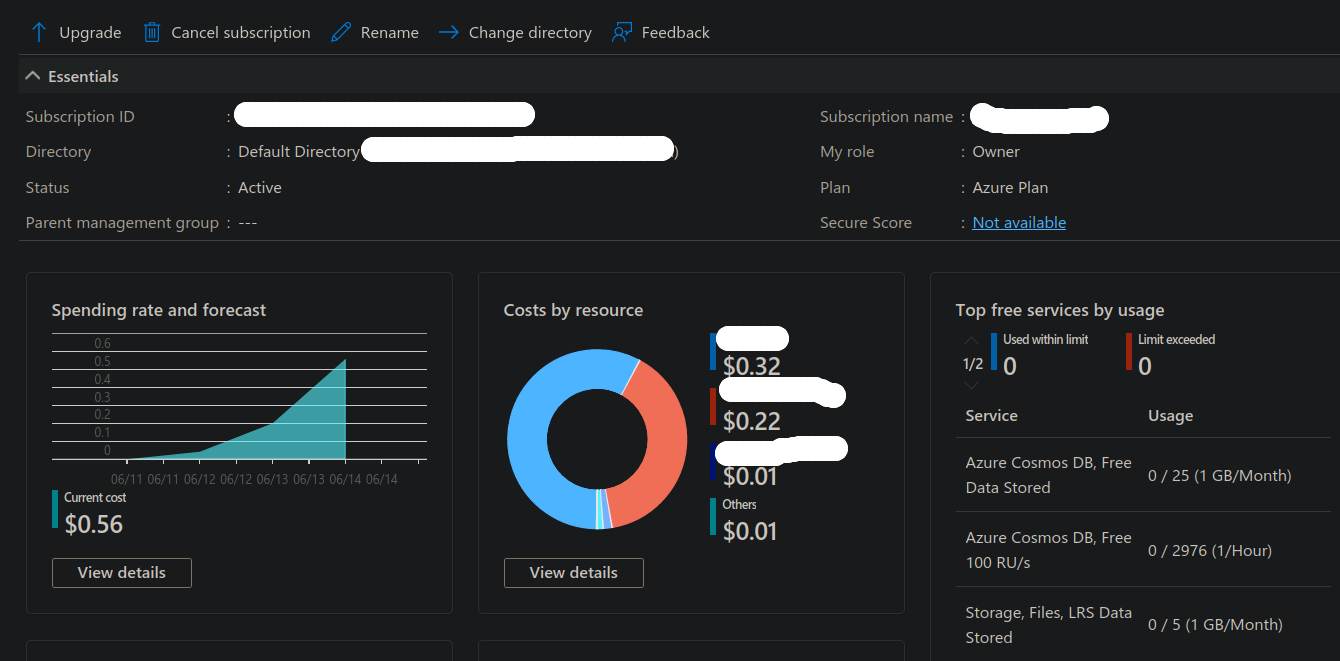 Upgrade Cancel subscription Rename Change directory Feedback
Essentials
Subscription ID :
Directory : Default Directory )
Status : Active
Parent management group : ---
Subscription name :
My role : Owner
Plan : Azure Plan
Secure Score : Not available
Spending rate and forecast
0.6
0.5
0.4
0.3
0.2
0.1
0
06/11 06/11 06/12 06/12 06/13 06/13 06/14 06/14
Current cost
$0.56
View details
Costs by resource
$0.32
$0.22
$0.01
Others
$0.01
View details
Top free services by usage
1/2
Used within limit
0
Limit exceeded
0
Service Usage
Azure Cosmos DB, Free
Data Stored
0 / 25 (1 GB/Month)
Azure Cosmos DB, Free
100 RU/s
0 / 2976 (1/Hour)
Storage, Files, LRS Data
Stored
0 / 5 (1 GB/Month)